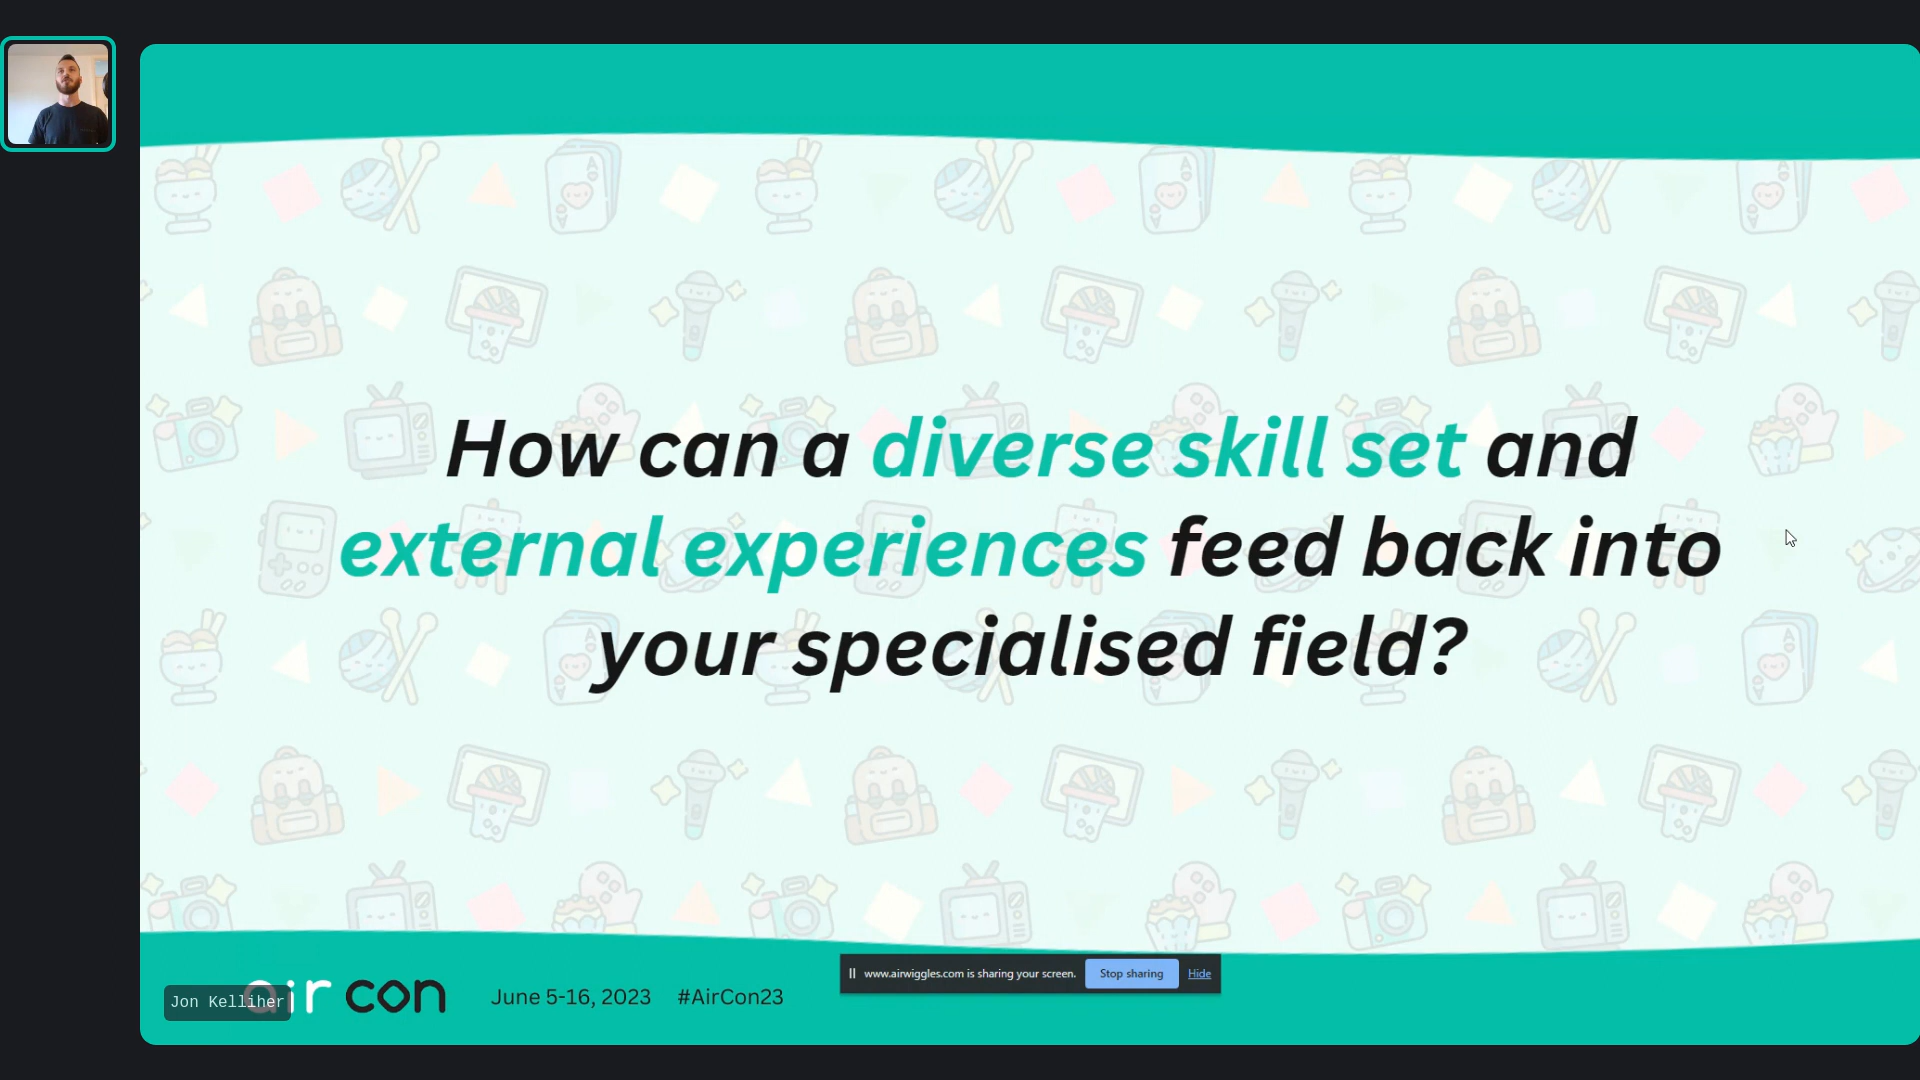 How can a diverse skill set and
external experiences feed back into
your specialised field?
www.airwiggles.com is sharing your screen. Stop sharing Hide
Jon Kelliher
air con June 5-16, 2023 #AirCon23